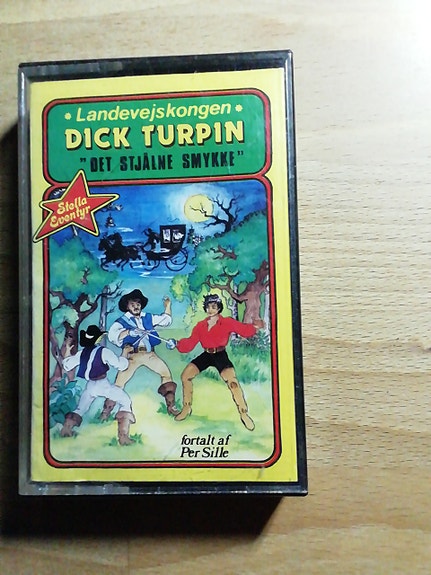 • Landevejskongen •
DICK TURPIN
"DET STJÅLNE SMYKKE"
Stella
Eventyr
fortalt af
Per Sille